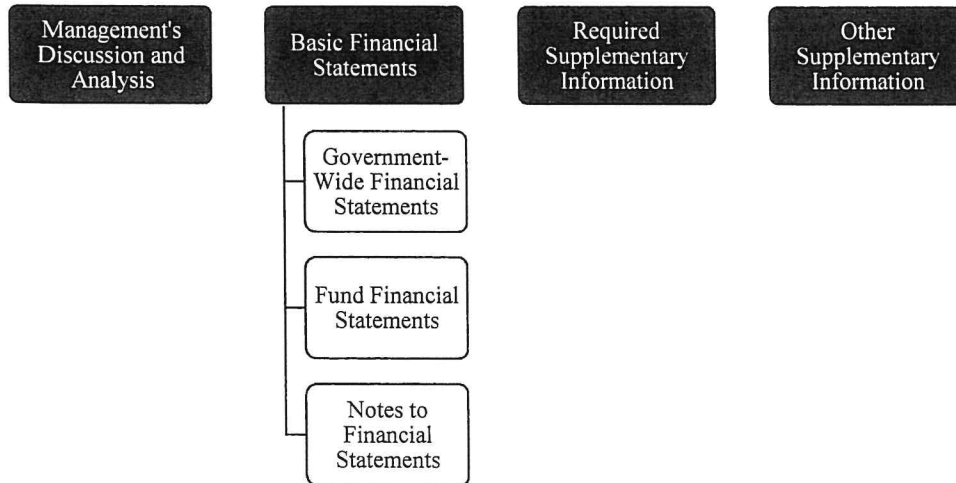 Management's
Discussion and
Analysis
Basic Financial
Statements
Required
Supplementary
Information
Other
Supplementary
Information
Government-
Wide Financial
Statements
Fund Financial
Statements
Notes to
Financial
Statements